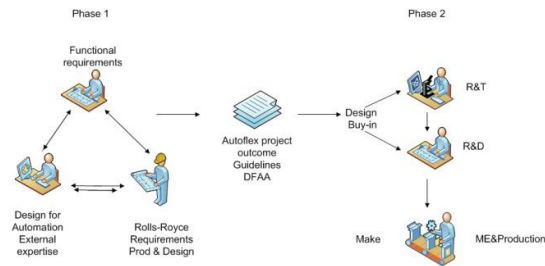 Phase 1
Phase 2
Functional
requirements
Design for
Automation
External
expertise
Rolls-Royce
Requirements
Prod & Design
Autoflex project
outcome
Guidelines
DFAA
Design
Buy-in
R&T
R&D
Make
ME&Production